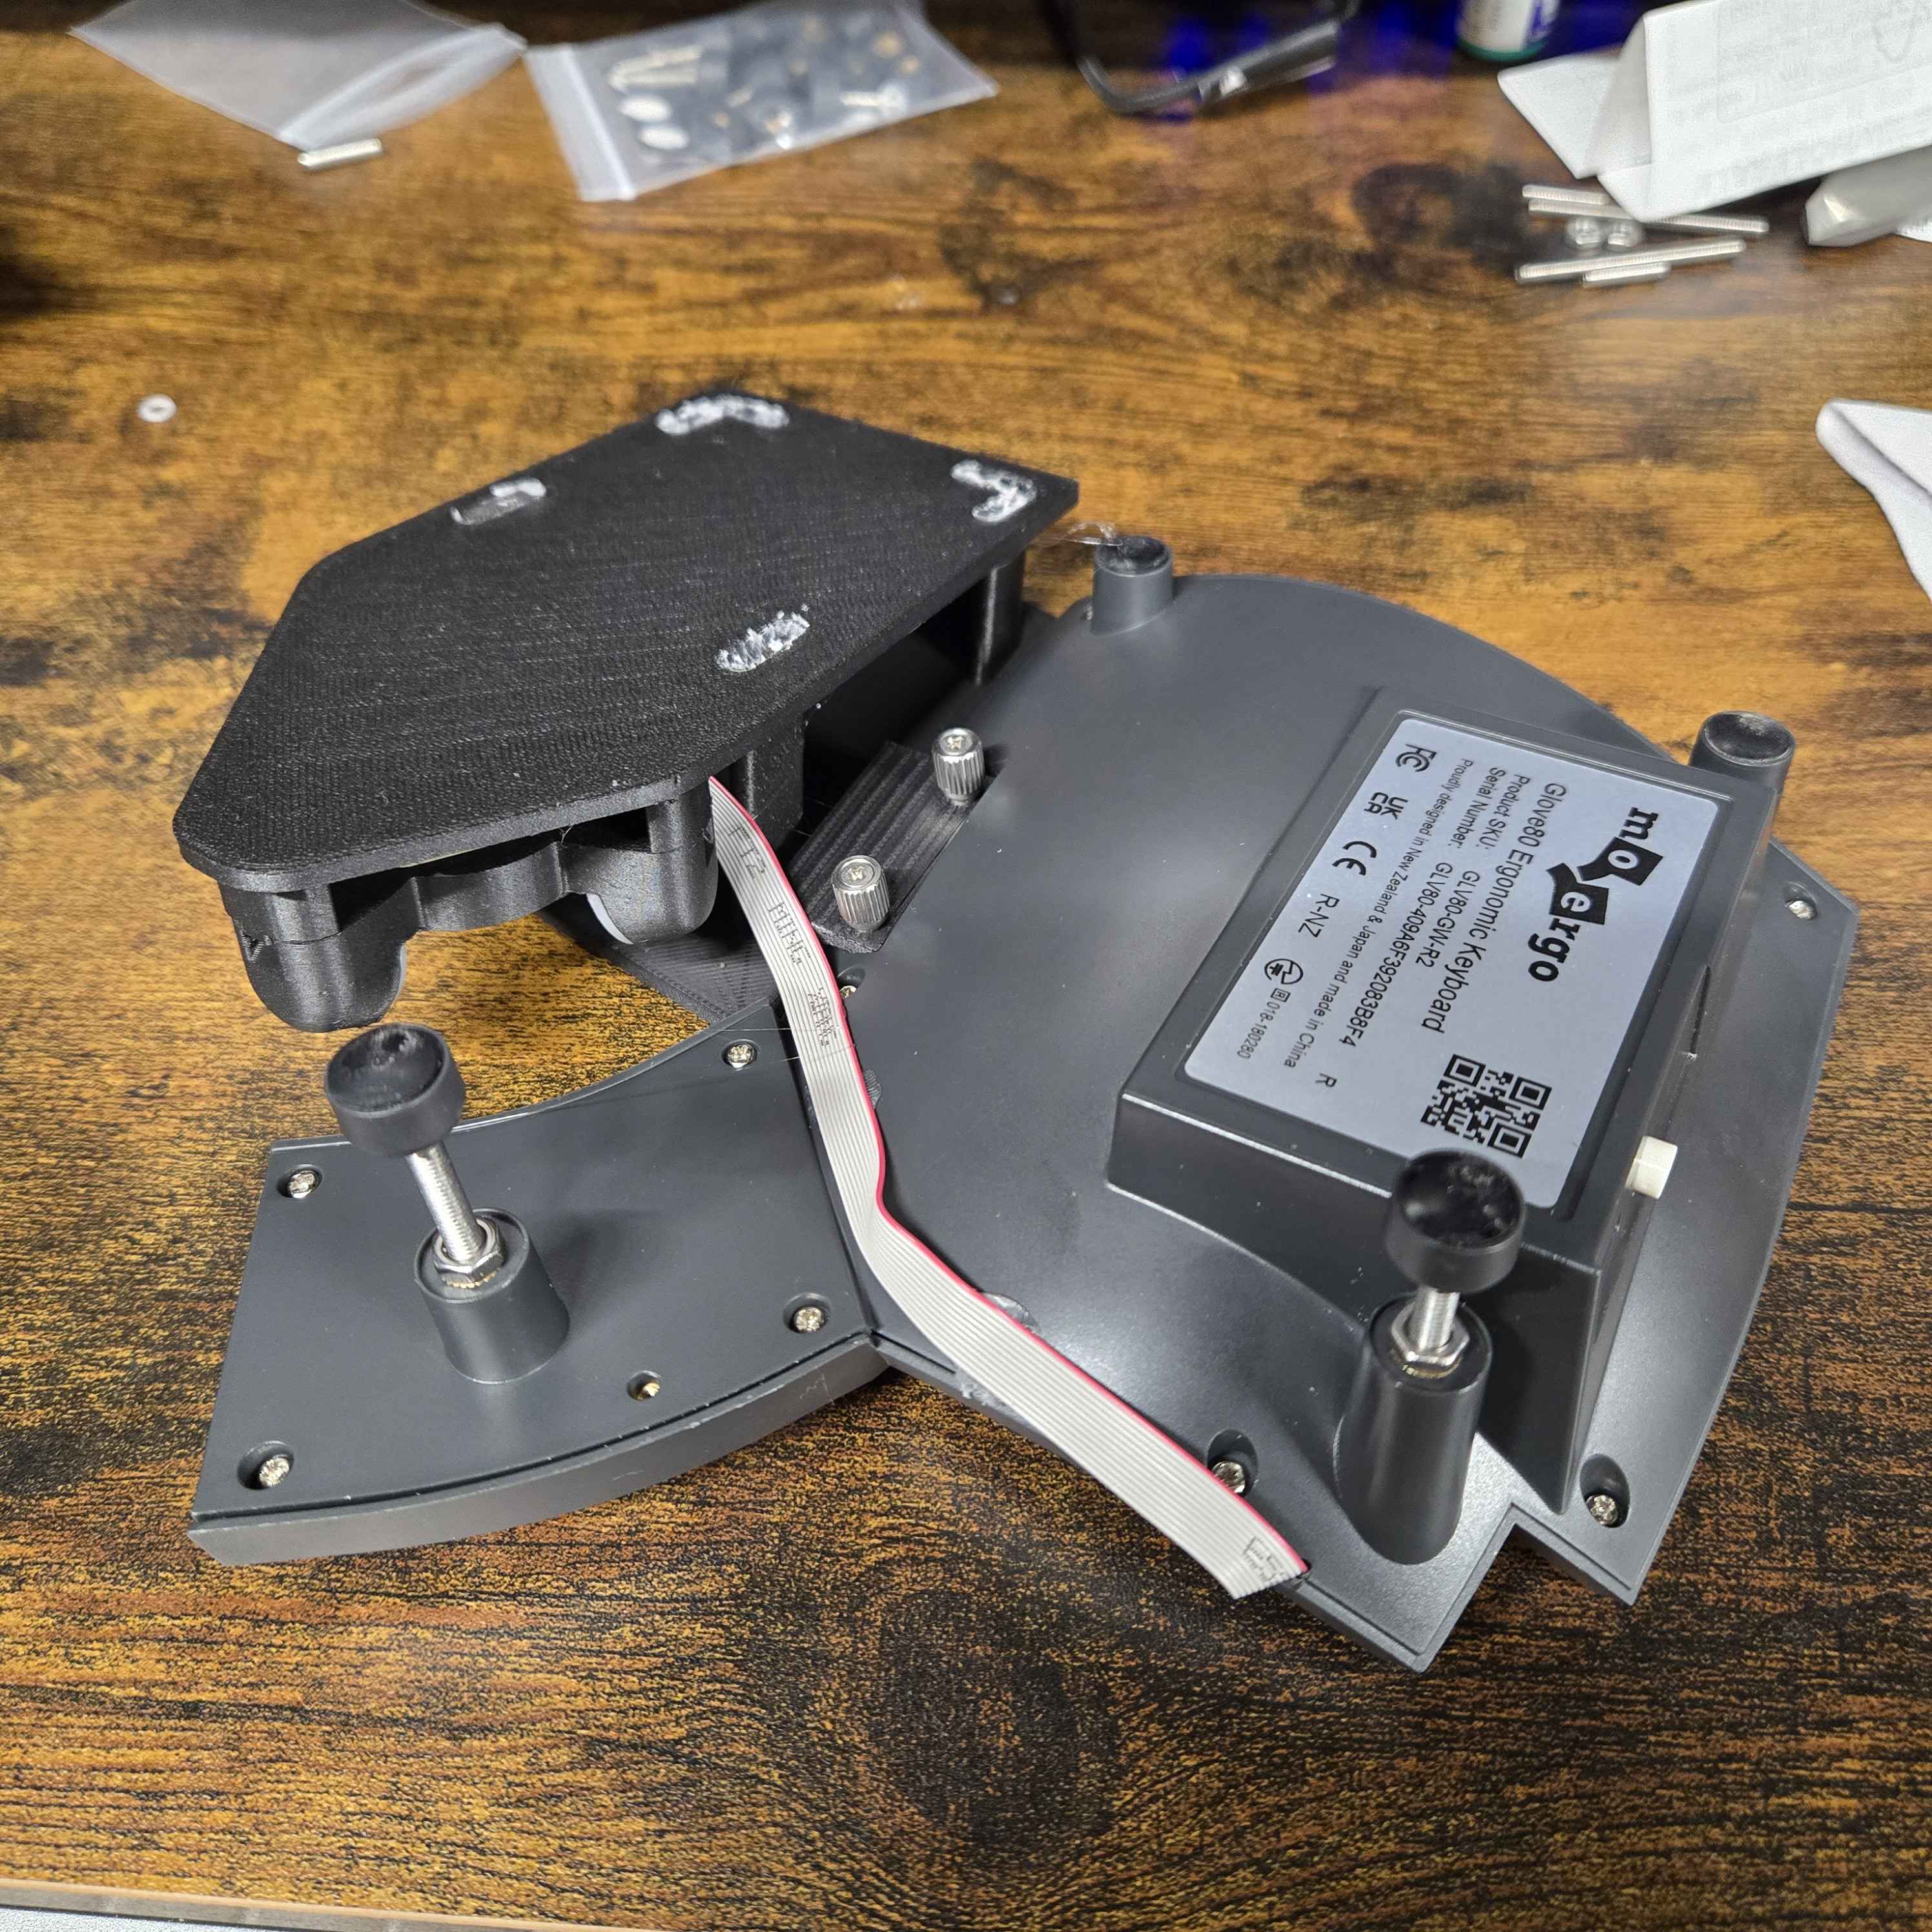 moergo
Glove80 Ergonomic Keyboard
Product SKU: GLV80-GW-R2
Serial Number: GLV80-409A6F392083B8F4
Proudly designed in New Zealand & Japan and made in China
FC UK CA CE R-NZ R 018-180280 R